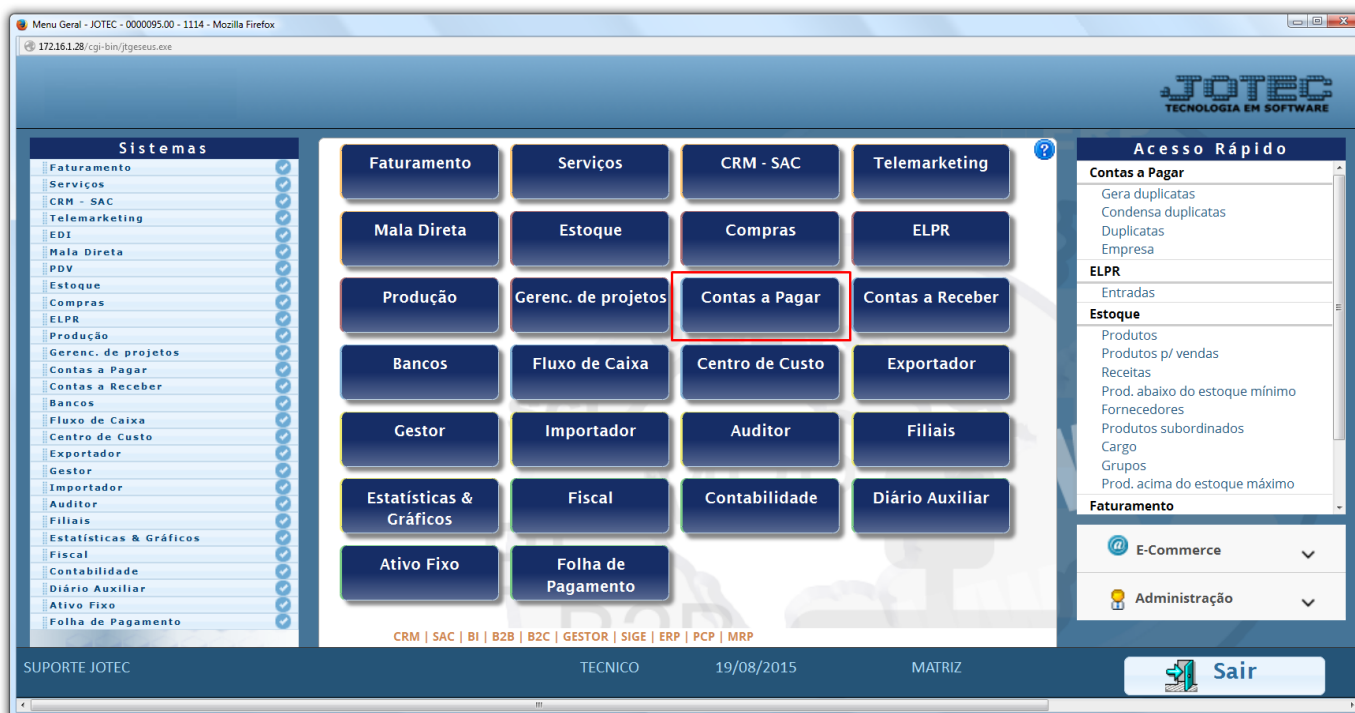 Menu Geral - JOTEC - 0000095.00 - 1114 - Mozilla Firefox
172.16.1.28/cgi-bin/jtgeseus.exe
JOTEC
TECNOLOGIA EM SOFTWARE
Sistemas
Faturamento
Serviços
CRM - SAC
Telemarketing
EDI
Mala Direta
PDV
Estoque
Compras
ELPR
Produção
Gerenc. de projetos
Contas a Pagar
Contas a Receber
Bancos
Fluxo de Caixa
Centro de Custo
Exportador
Gestor
Importador
Auditor
Filiais
Estatísticas & Gráficos
Fiscal
Contabilidade
Diário Auxiliar
Ativo Fixo
Folha de Pagamento
Faturamento
Serviços
CRM - SAC
Telemarketing
Mala Direta
Estoque
Compras
ELPR
Produção
Gerenc. de projetos
Contas a Pagar
Contas a Receber
Bancos
Fluxo de Caixa
Centro de Custo
Exportador
Gestor
Importador
Auditor
Filiais
Estatísticas &
Gráficos
Fiscal
Contabilidade
Diário Auxiliar
Ativo Fixo
Folha de
Pagamento
CRM | SAC | BI | B2B | B2C | GESTOR | SIGE | ERP | PCP | MRP
Acesso Rápido
Contas a Pagar
Gera duplicatas
Condensa duplicatas
Duplicatas
Empresa
ELPR
Entradas
Estoque
Produtos
Produtos p/ vendas
Receitas
Prod. abaixo do estoque mínimo
Fornecedores
Produtos subordinados
Cargo
Grupos
Prod. acima do estoque máximo
Faturamento
E-Commerce
Administração
SUPORTE JOTEC
TECNICO
19/08/2015
MATRIZ
Sair